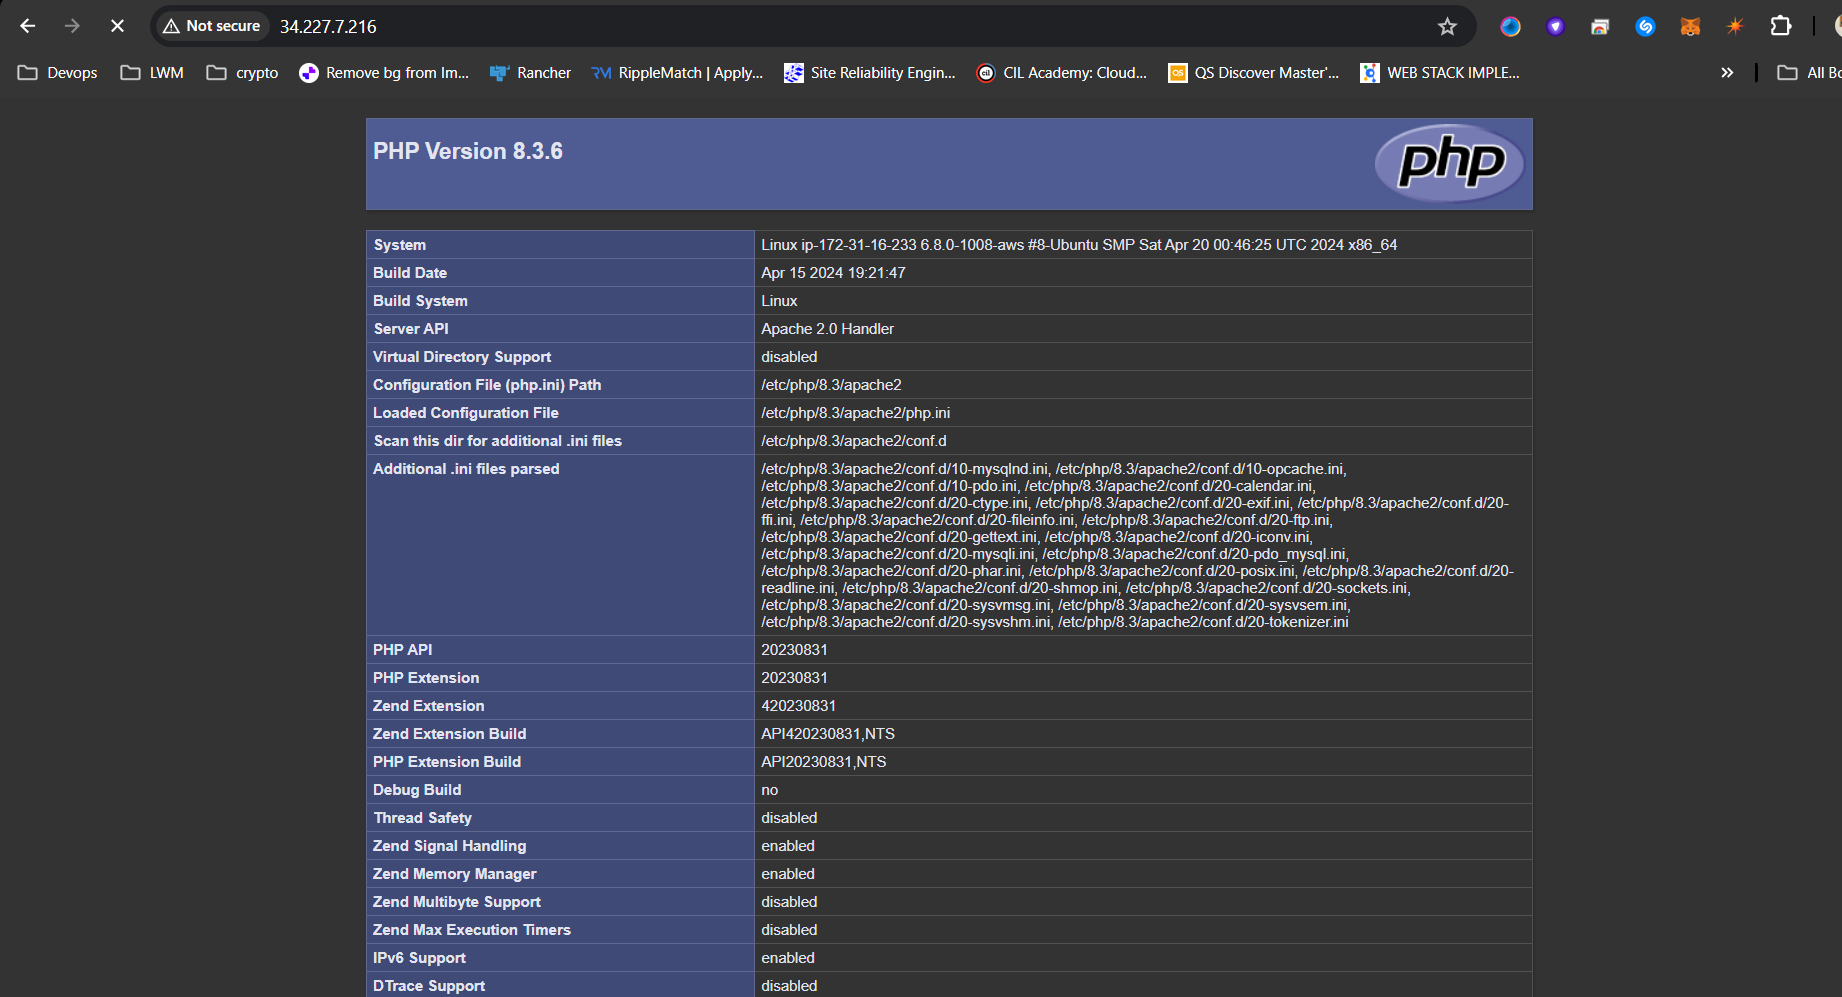 Not secure 34.227.7.216
Devops LWM crypto Remove bg from Im... Rancher RippleMatch | Apply... Site Reliability Engin... CIL Academy: Cloud... QS Discover Master'... WEB STACK IMPLE... » All Bo
PHP Version 8.3.6
php
System Linux ip-172-31-16-233 6.8.0-1008-aws #8-Ubuntu SMP Sat Apr 20 00:46:25 UTC 2024 x86_64
Build Date Apr 15 2024 19:21:47
Build System Linux
Server API Apache 2.0 Handler
Virtual Directory Support disabled
Configuration File (php.ini) Path /etc/php/8.3/apache2
Loaded Configuration File /etc/php/8.3/apache2/php.ini
Scan this dir for additional .ini files /etc/php/8.3/apache2/conf.d
Additional .ini files parsed /etc/php/8.3/apache2/conf.d/10-mysqlnd.ini, /etc/php/8.3/apache2/conf.d/10-opcache.ini,
/etc/php/8.3/apache2/conf.d/10-pdo.ini, /etc/php/8.3/apache2/conf.d/20-calendar.ini,
/etc/php/8.3/apache2/conf.d/20-ctype.ini, /etc/php/8.3/apache2/conf.d/20-exif.ini, /etc/php/8.3/apache2/conf.d/20-
ffi.ini, /etc/php/8.3/apache2/conf.d/20-fileinfo.ini, /etc/php/8.3/apache2/conf.d/20-ftp.ini,
/etc/php/8.3/apache2/conf.d/20-gettext.ini, /etc/php/8.3/apache2/conf.d/20-iconv.ini,
/etc/php/8.3/apache2/conf.d/20-mysqli.ini, /etc/php/8.3/apache2/conf.d/20-pdo_mysql.ini,
/etc/php/8.3/apache2/conf.d/20-phar.ini, /etc/php/8.3/apache2/conf.d/20-posix.ini, /etc/php/8.3/apache2/conf.d/20-
readline.ini, /etc/php/8.3/apache2/conf.d/20-shmop.ini, /etc/php/8.3/apache2/conf.d/20-sockets.ini,
/etc/php/8.3/apache2/conf.d/20-sysvmsg.ini, /etc/php/8.3/apache2/conf.d/20-sysvsem.ini,
/etc/php/8.3/apache2/conf.d/20-sysvshm.ini, /etc/php/8.3/apache2/conf.d/20-tokenizer.ini
PHP API 20230831
PHP Extension 20230831
Zend Extension 420230831
Zend Extension Build API420230831,NTS
PHP Extension Build API20230831,NTS
Debug Build no
Thread Safety disabled
Zend Signal Handling enabled
Zend Memory Manager enabled
Zend Multibyte Support disabled
Zend Max Execution Timers disabled
IPv6 Support enabled
DTrace Support disabled